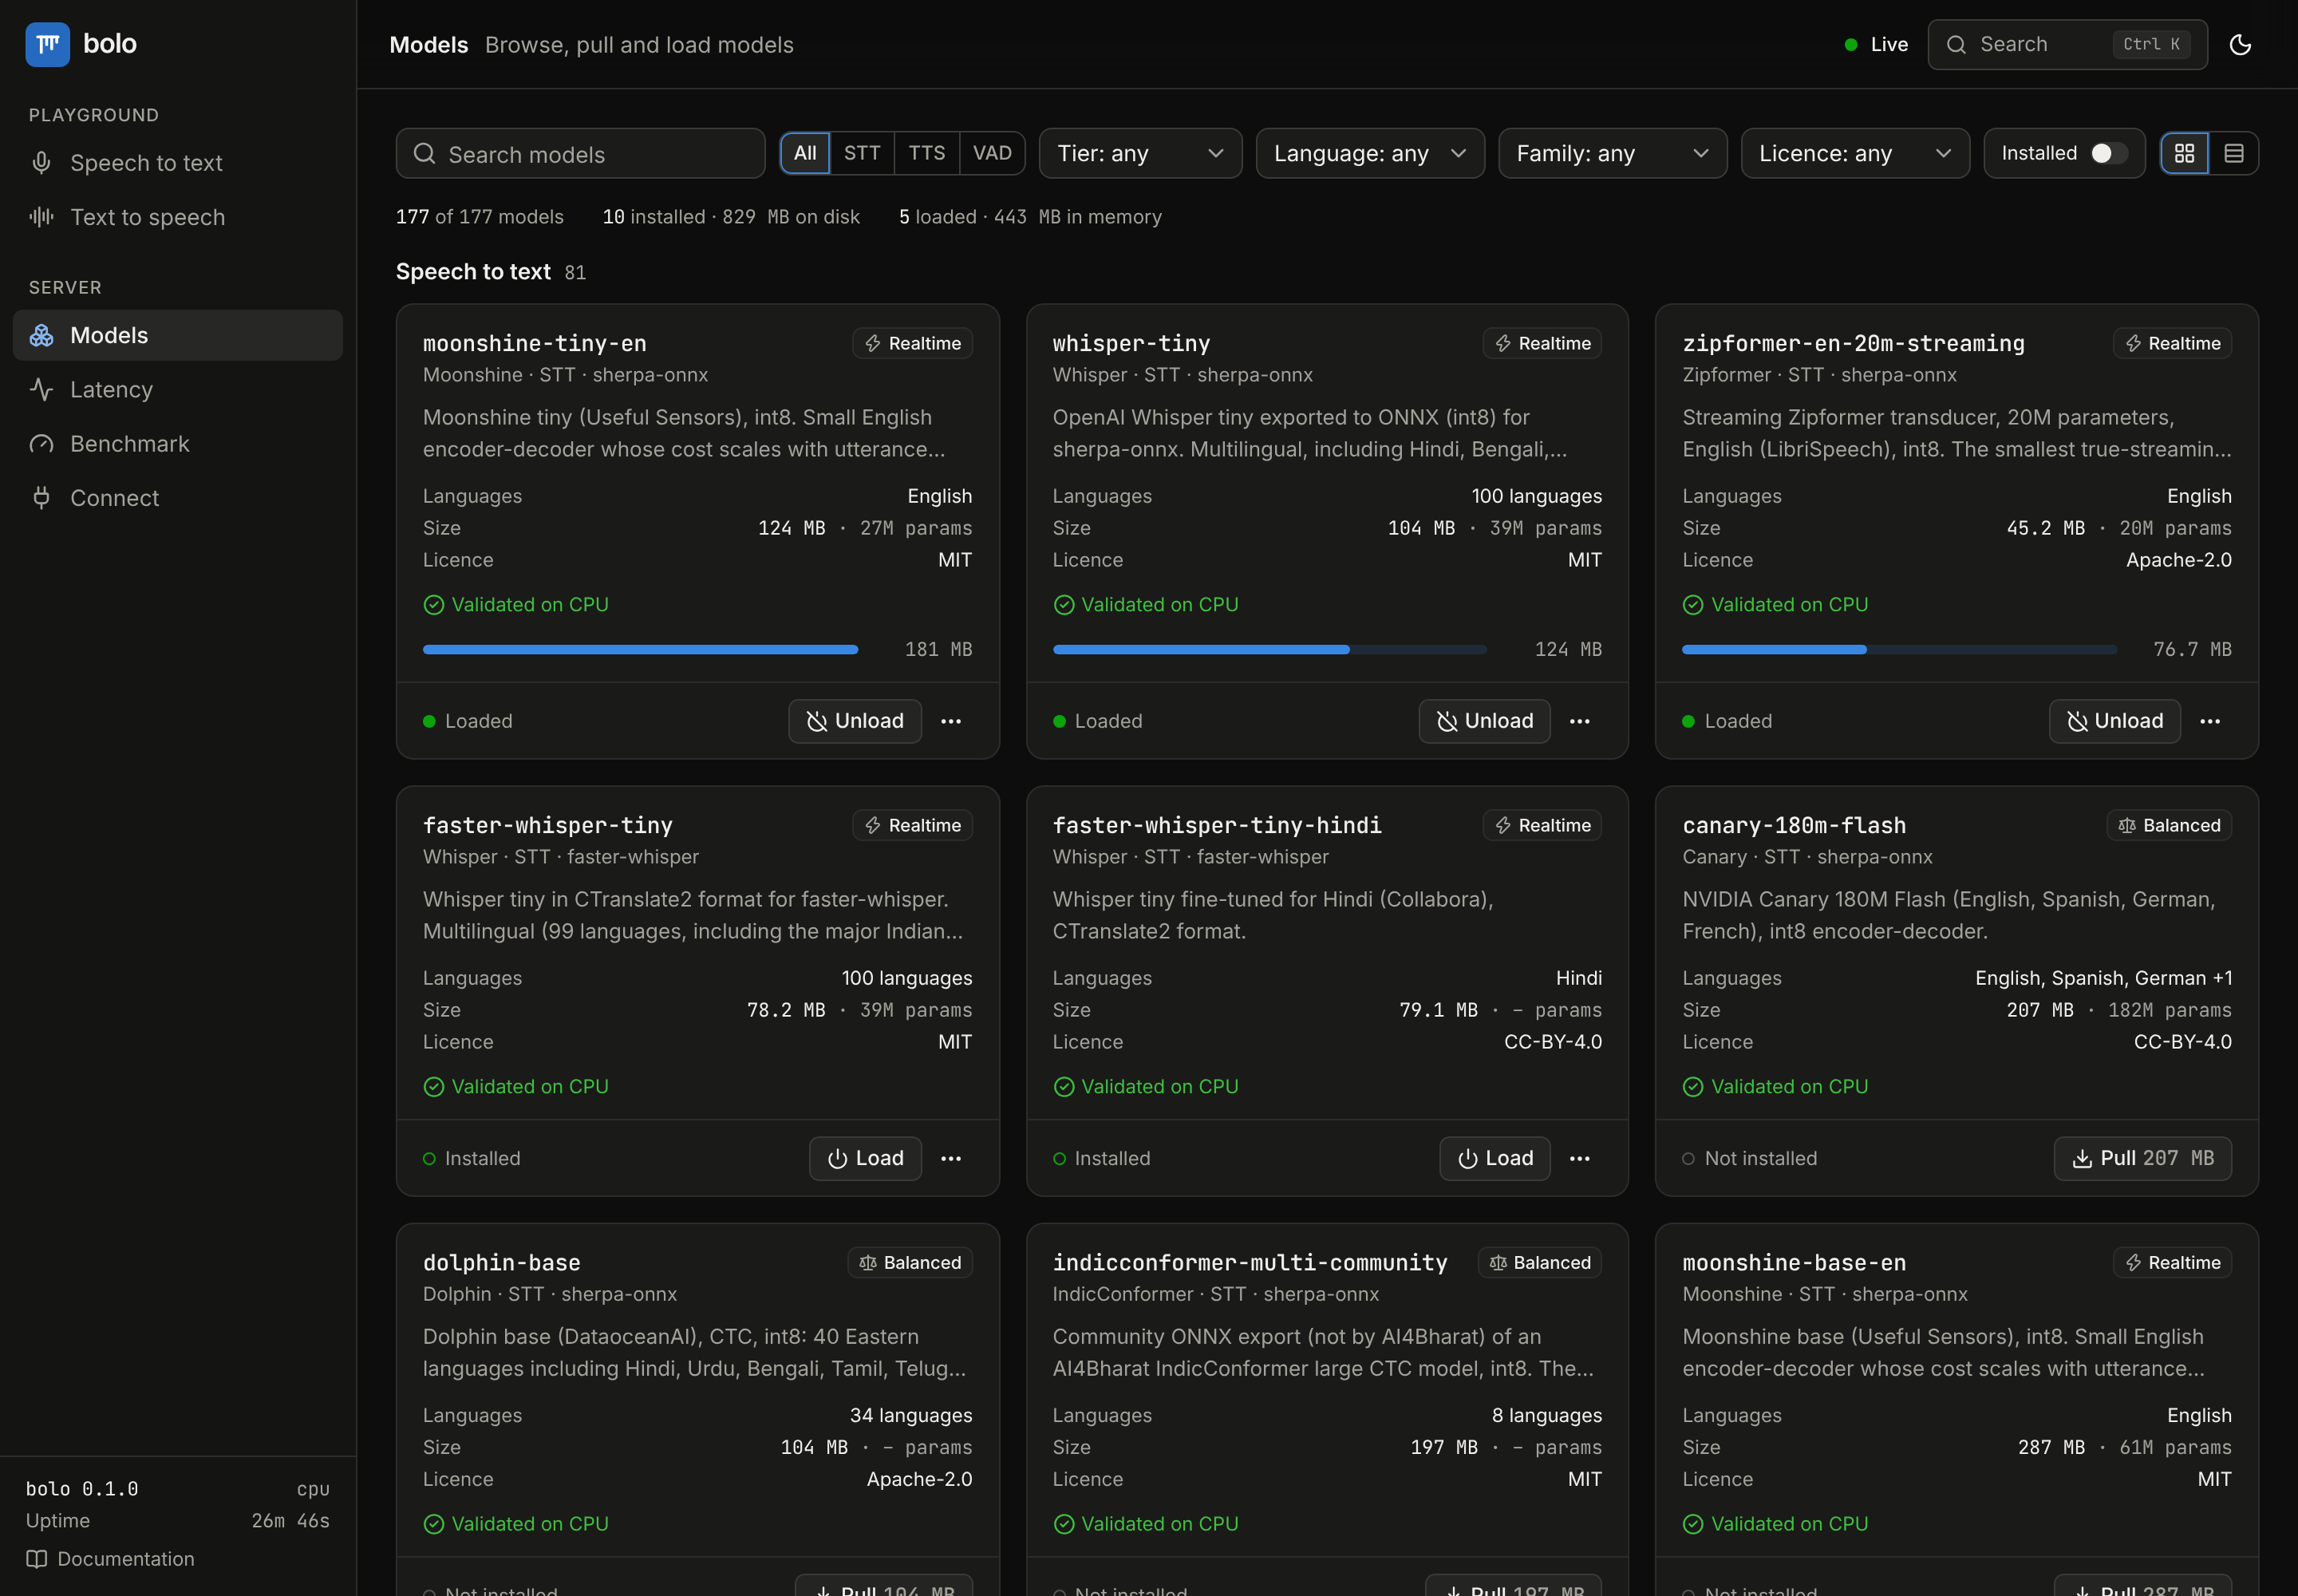 bolo
PLAYGROUND
Speech to text
Text to speech
SERVER
Models
Latency
Benchmark
Connect
bolo 0.1.0 cpu
Uptime 26m 46s
Documentation
Models Browse, pull and load models
Live
Search Ctrl K
Search models
All STT TTS VAD
Tier: any
Language: any
Family: any
Licence: any
Installed
177 of 177 models 10 installed · 829 MB on disk 5 loaded · 443 MB in memory
Speech to text 81
moonshine-tiny-en Realtime
Moonshine · STT · sherpa-onnx
Moonshine tiny (Useful Sensors), int8. Small English
encoder-decoder whose cost scales with utterance...
Languages English
Size 124 MB · 27M params
Licence MIT
Validated on CPU
181 MB
Loaded Unload
whisper-tiny Realtime
Whisper · STT · sherpa-onnx
OpenAI Whisper tiny exported to ONNX (int8) for
sherpa-onnx. Multilingual, including Hindi, Bengali,...
Languages 100 languages
Size 104 MB · 39M params
Licence MIT
Validated on CPU
124 MB
Loaded Unload
zipformer-en-20m-streaming Realtime
Zipformer · STT · sherpa-onnx
Streaming Zipformer transducer, 20M parameters,
English (LibriSpeech), int8. The smallest true-streamin...
Languages English
Size 45.2 MB · 20M params
Licence Apache-2.0
Validated on CPU
76.7 MB
Loaded Unload
faster-whisper-tiny Realtime
Whisper · STT · faster-whisper
Whisper tiny in CTranslate2 format for faster-whisper.
Multilingual (99 languages, including the major Indian...
Languages 100 languages
Size 78.2 MB · 39M params
Licence MIT
Validated on CPU
Installed Load
faster-whisper-tiny-hindi Realtime
Whisper · STT · faster-whisper
Whisper tiny fine-tuned for Hindi (Collabora),
CTranslate2 format.
Languages Hindi
Size 79.1 MB · – params
Licence CC-BY-4.0
Validated on CPU
Installed Load
canary-180m-flash Balanced
Canary · STT · sherpa-onnx
NVIDIA Canary 180M Flash (English, Spanish, German,
French), int8 encoder-decoder.
Languages English, Spanish, German +1
Size 207 MB · 182M params
Licence CC-BY-4.0
Validated on CPU
Not installed Pull 207 MB
dolphin-base Balanced
Dolphin · STT · sherpa-onnx
Dolphin base (DataoceanAI), CTC, int8: 40 Eastern
languages including Hindi, Urdu, Bengali, Tamil, Telug...
Languages 34 languages
Size 104 MB · – params
Licence Apache-2.0
Validated on CPU
Not installed Pull 104 MB
indicconformer-multi-community Balanced
IndicConformer · STT · sherpa-onnx
Community ONNX export (not by AI4Bharat) of an
AI4Bharat IndicConformer large CTC model, int8. The...
Languages 8 languages
Size 197 MB · – params
Licence MIT
Validated on CPU
Not installed Pull 197 MB
moonshine-base-en Realtime
Moonshine · STT · sherpa-onnx
Moonshine base (Useful Sensors), int8. Small English
encoder-decoder whose cost scales with utterance...
Languages English
Size 287 MB · 61M params
Licence MIT
Validated on CPU
Not installed Pull 287 MB